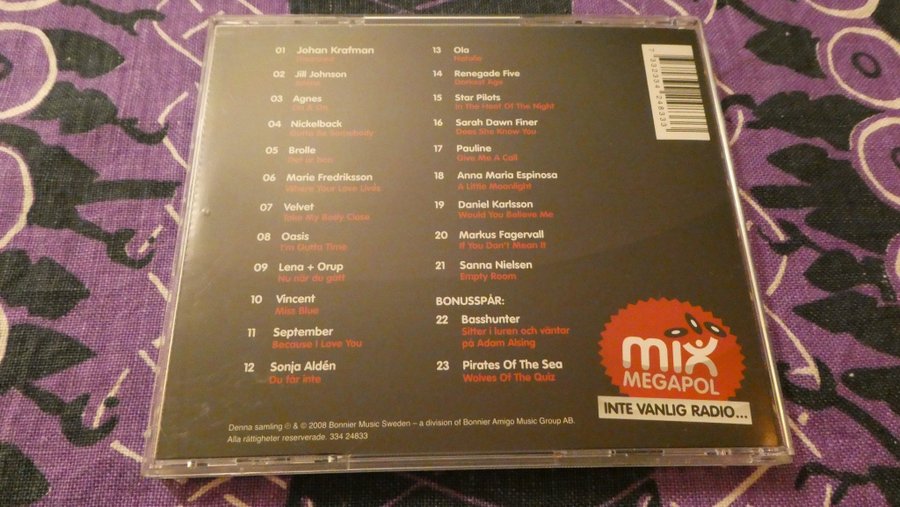 01 Johan Krafman
02 Jill Johnson
03 Agnes
On & On
04 Nickelback
Gotta Be Somebody
05 Brolle
Det är bara
06 Marie Fredriksson
Where Your Love Lives
07 Velvet
Take My Body Close
08 Oasis
I'm Outta Time
09 Lena + Orup
Nu när du gått
10 Vincent
Miss Blue
11 September
Because I Love You
12 Sonja Aldén
Du får inte
13 Ola
Natalie
14 Renegade Five
Darkest Age
15 Star Pilots
In The Heat Of The Night
16 Sarah Dawn Finer
Does She Know You
17 Pauline
Give Me A Call
18 Anna Maria Espinosa
A Little Moonlight
19 Daniel Karlsson
Would You Believe Me
20 Markus Fagervall
If You Don't Mean It
21 Sanna Nielsen
Empty Room
BONUSSPÅR:
22 Basshunter
Sitter i luren och väntar
på Adam Alsing
23 Pirates Of The Sea
Wolves Of The Quiz
7 332334 248333
mix
MEGAPOL
INTE VANLIG RADIO...
Denna samling ℗ & © 2008 Bonnier Music Sweden – a division of Bonnier Amigo Music Group AB.
Alla rättigheter reserverade. 334 24833